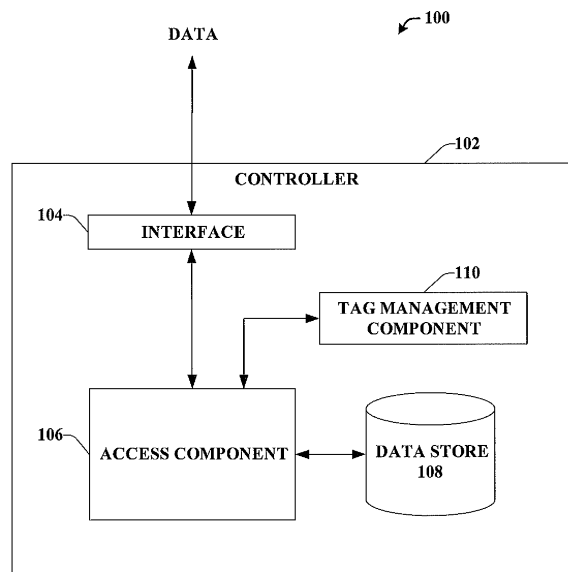 100
DATA
102
CONTROLLER
104
INTERFACE
110
TAG MANAGEMENT
COMPONENT
106
ACCESS COMPONENT
DATA STORE
108